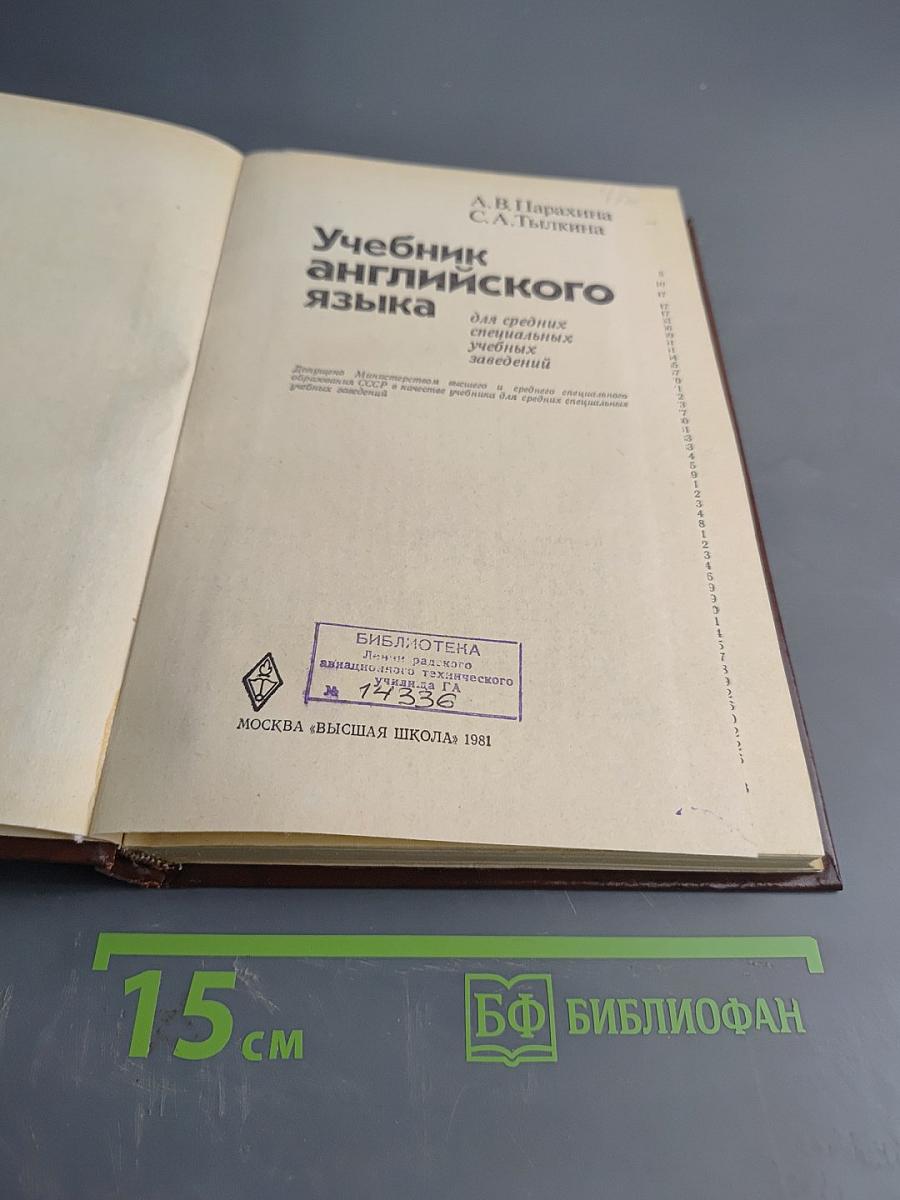 А. В. Парахина
С. А. Тылкина
Учебник
английского
языка
для средних
специальных
учебных
заведений
Допущено Министерством высшего и среднего специального
образования СССР в качестве учебника для средних специальных
учебных заведений
БИБЛИОТЕКА
Ленин радского
авиационного технического
училища ГА
№ 14336
МОСКВА «ВЫСШАЯ ШКОЛА» 1981
15 см
БФ БИБЛИОФАН